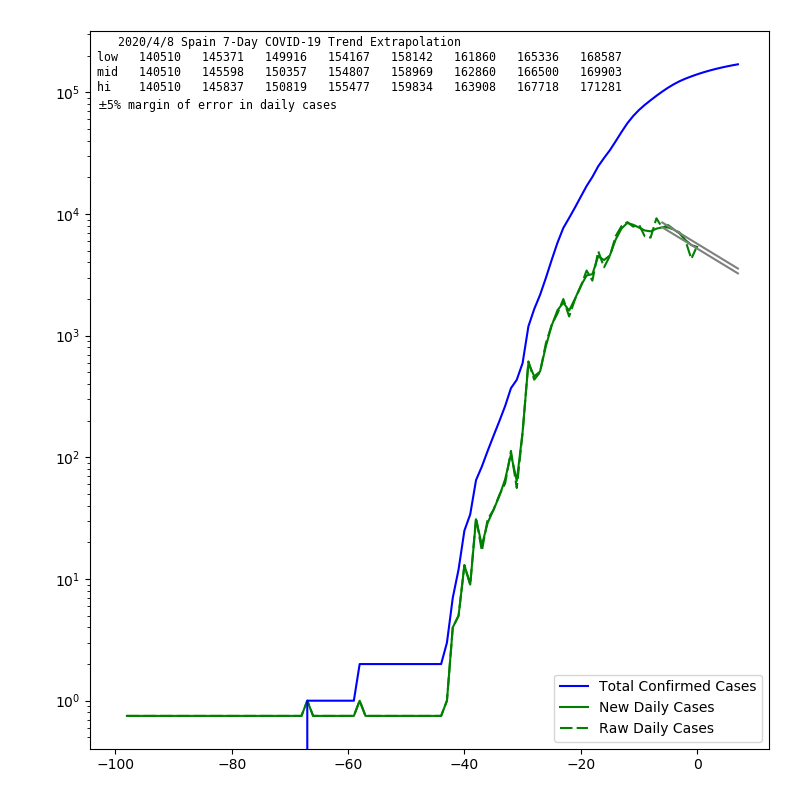 2020/4/8 Spain 7-Day COVID-19 Trend Extrapolation
low 140510 145371 149916 154167 158142 161860 165336 168587
mid 140510 145598 150357 154807 158969 162860 166500 169903
hi 140510 145837 150819 155477 159834 163908 167718 171281
±5% margin of error in daily cases
10⁵
10⁴
10³
10²
10¹
10⁰
−100 −80 −60 −40 −20 0
Total Confirmed Cases
New Daily Cases
Raw Daily Cases